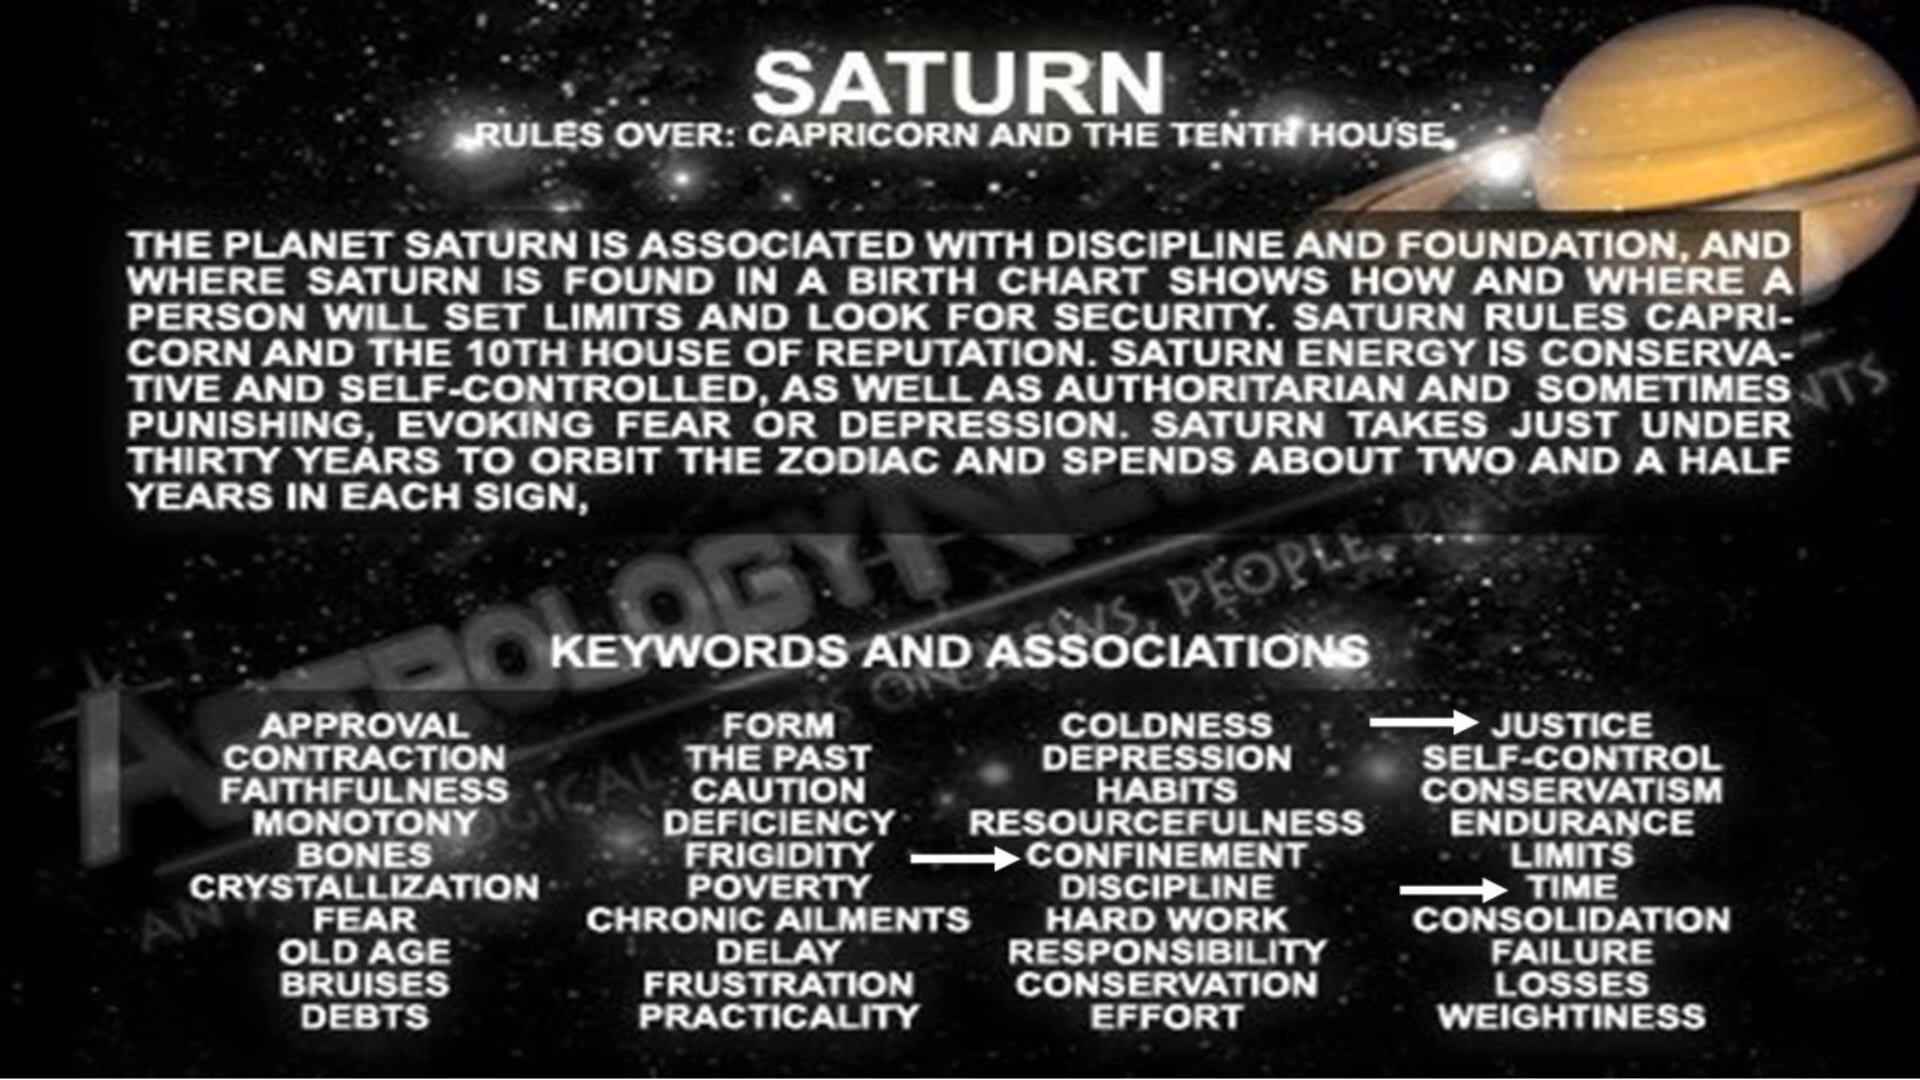 SATURN
RULES OVER: CAPRICORN AND THE TENTH HOUSE
THE PLANET SATURN IS ASSOCIATED WITH DISCIPLINE AND FOUNDATION, AND
WHERE SATURN IS FOUND IN A BIRTH CHART SHOWS HOW AND WHERE A
PERSON WILL SET LIMITS AND LOOK FOR SECURITY. SATURN RULES CAPRI-
CORN AND THE 10TH HOUSE OF REPUTATION. SATURN ENERGY IS CONSERVA-
TIVE AND SELF-CONTROLLED, AS WELL AS AUTHORITARIAN AND SOMETIMES
PUNISHING, EVOKING FEAR OR DEPRESSION. SATURN TAKES JUST UNDER
THIRTY YEARS TO ORBIT THE ZODIAC AND SPENDS ABOUT TWO AND A HALF
YEARS IN EACH SIGN,
KEYWORDS AND ASSOCIATIONS
APPROVAL
CONTRACTION
FAITHFULNESS
MONOTONY
BONES
CRYSTALLIZATION
FEAR
OLD AGE
BRUISES
DEBTS
FORM
THE PAST
CAUTION
DEFICIENCY
FRIGIDITY
POVERTY
CHRONIC AILMENTS
DELAY
FRUSTRATION
PRACTICALITY
COLDNESS
DEPRESSION
HABITS
RESOURCEFULNESS
CONFINEMENT
DISCIPLINE
HARD WORK
RESPONSIBILITY
CONSERVATION
EFFORT
JUSTICE
SELF-CONTROL
CONSERVATISM
ENDURANCE
LIMITS
TIME
CONSOLIDATION
FAILURE
LOSSES
WEIGHTINESS